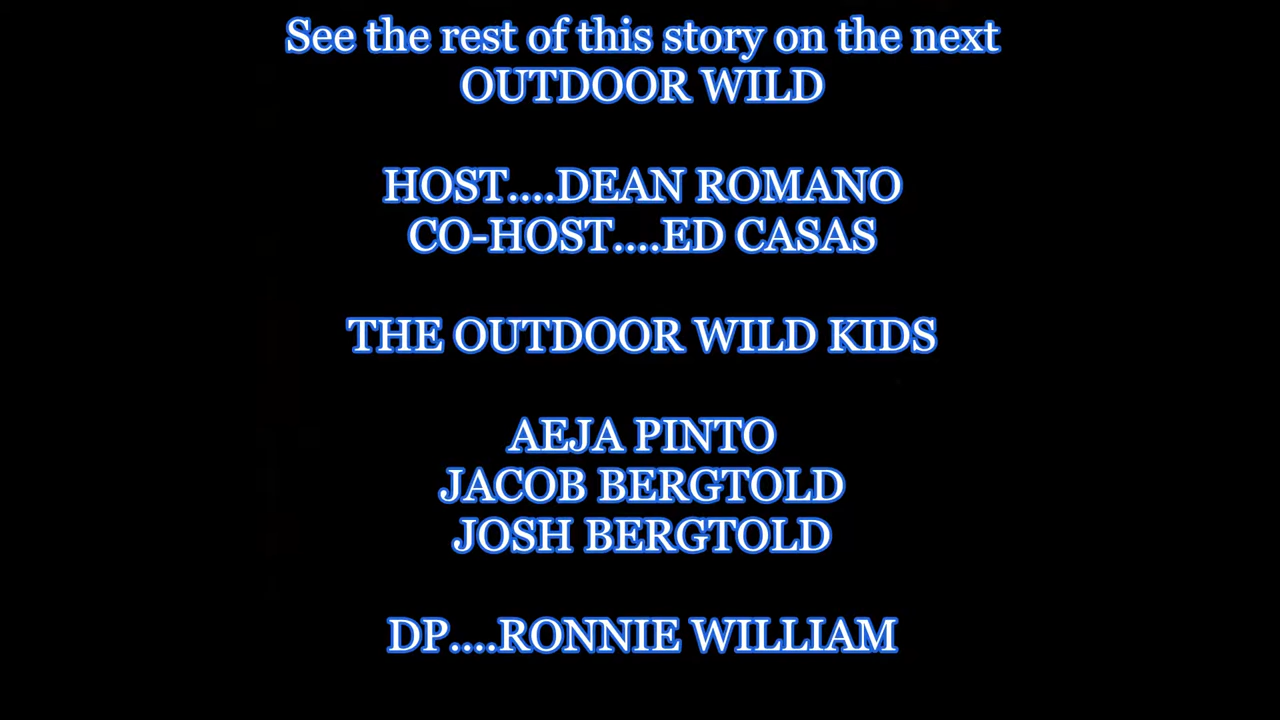 See the rest of this story on the next
OUTDOOR WILD
HOST....DEAN ROMANO
CO-HOST....ED CASAS
THE OUTDOOR WILD KIDS
AEJA PINTO
JACOB BERGTOLD
JOSH BERGTOLD
DP....RONNIE WILLIAM